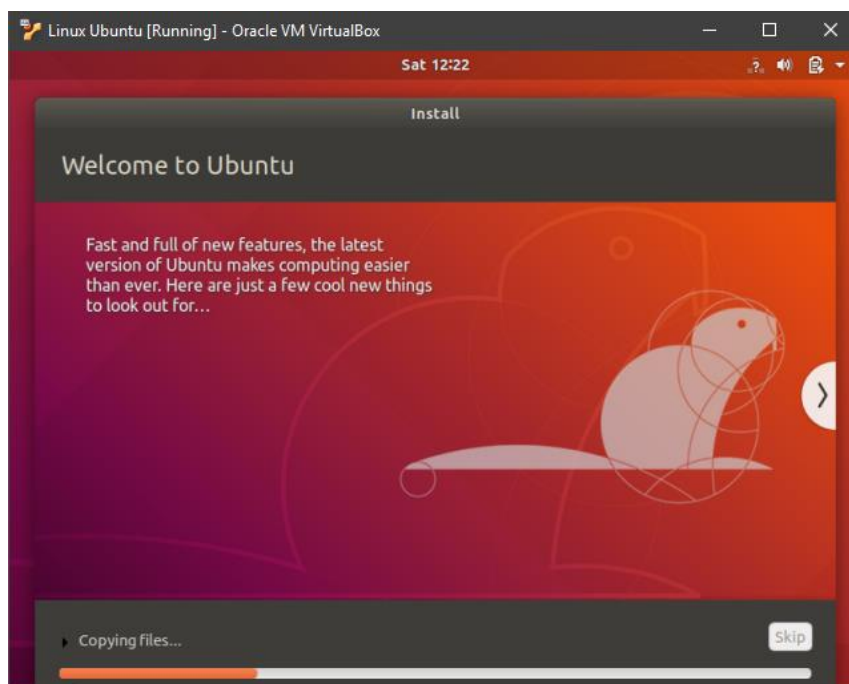 Linux Ubuntu [Running] - Oracle VM VirtualBox
Sat 12:22
Install
Welcome to Ubuntu
Fast and full of new features, the latest
version of Ubuntu makes computing easier
than ever. Here are just a few cool new things
to look out for...
Copying files...
Skip